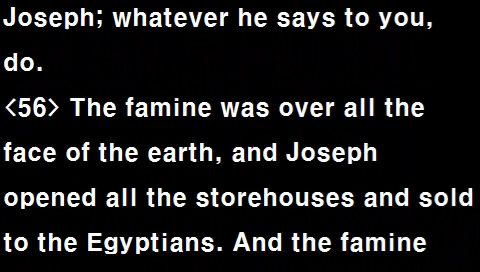 Joseph; whatever he says to you,
do.
<56> The famine was over all the
face of the earth, and Joseph
opened all the storehouses and sold
to the Egyptians. And the famine